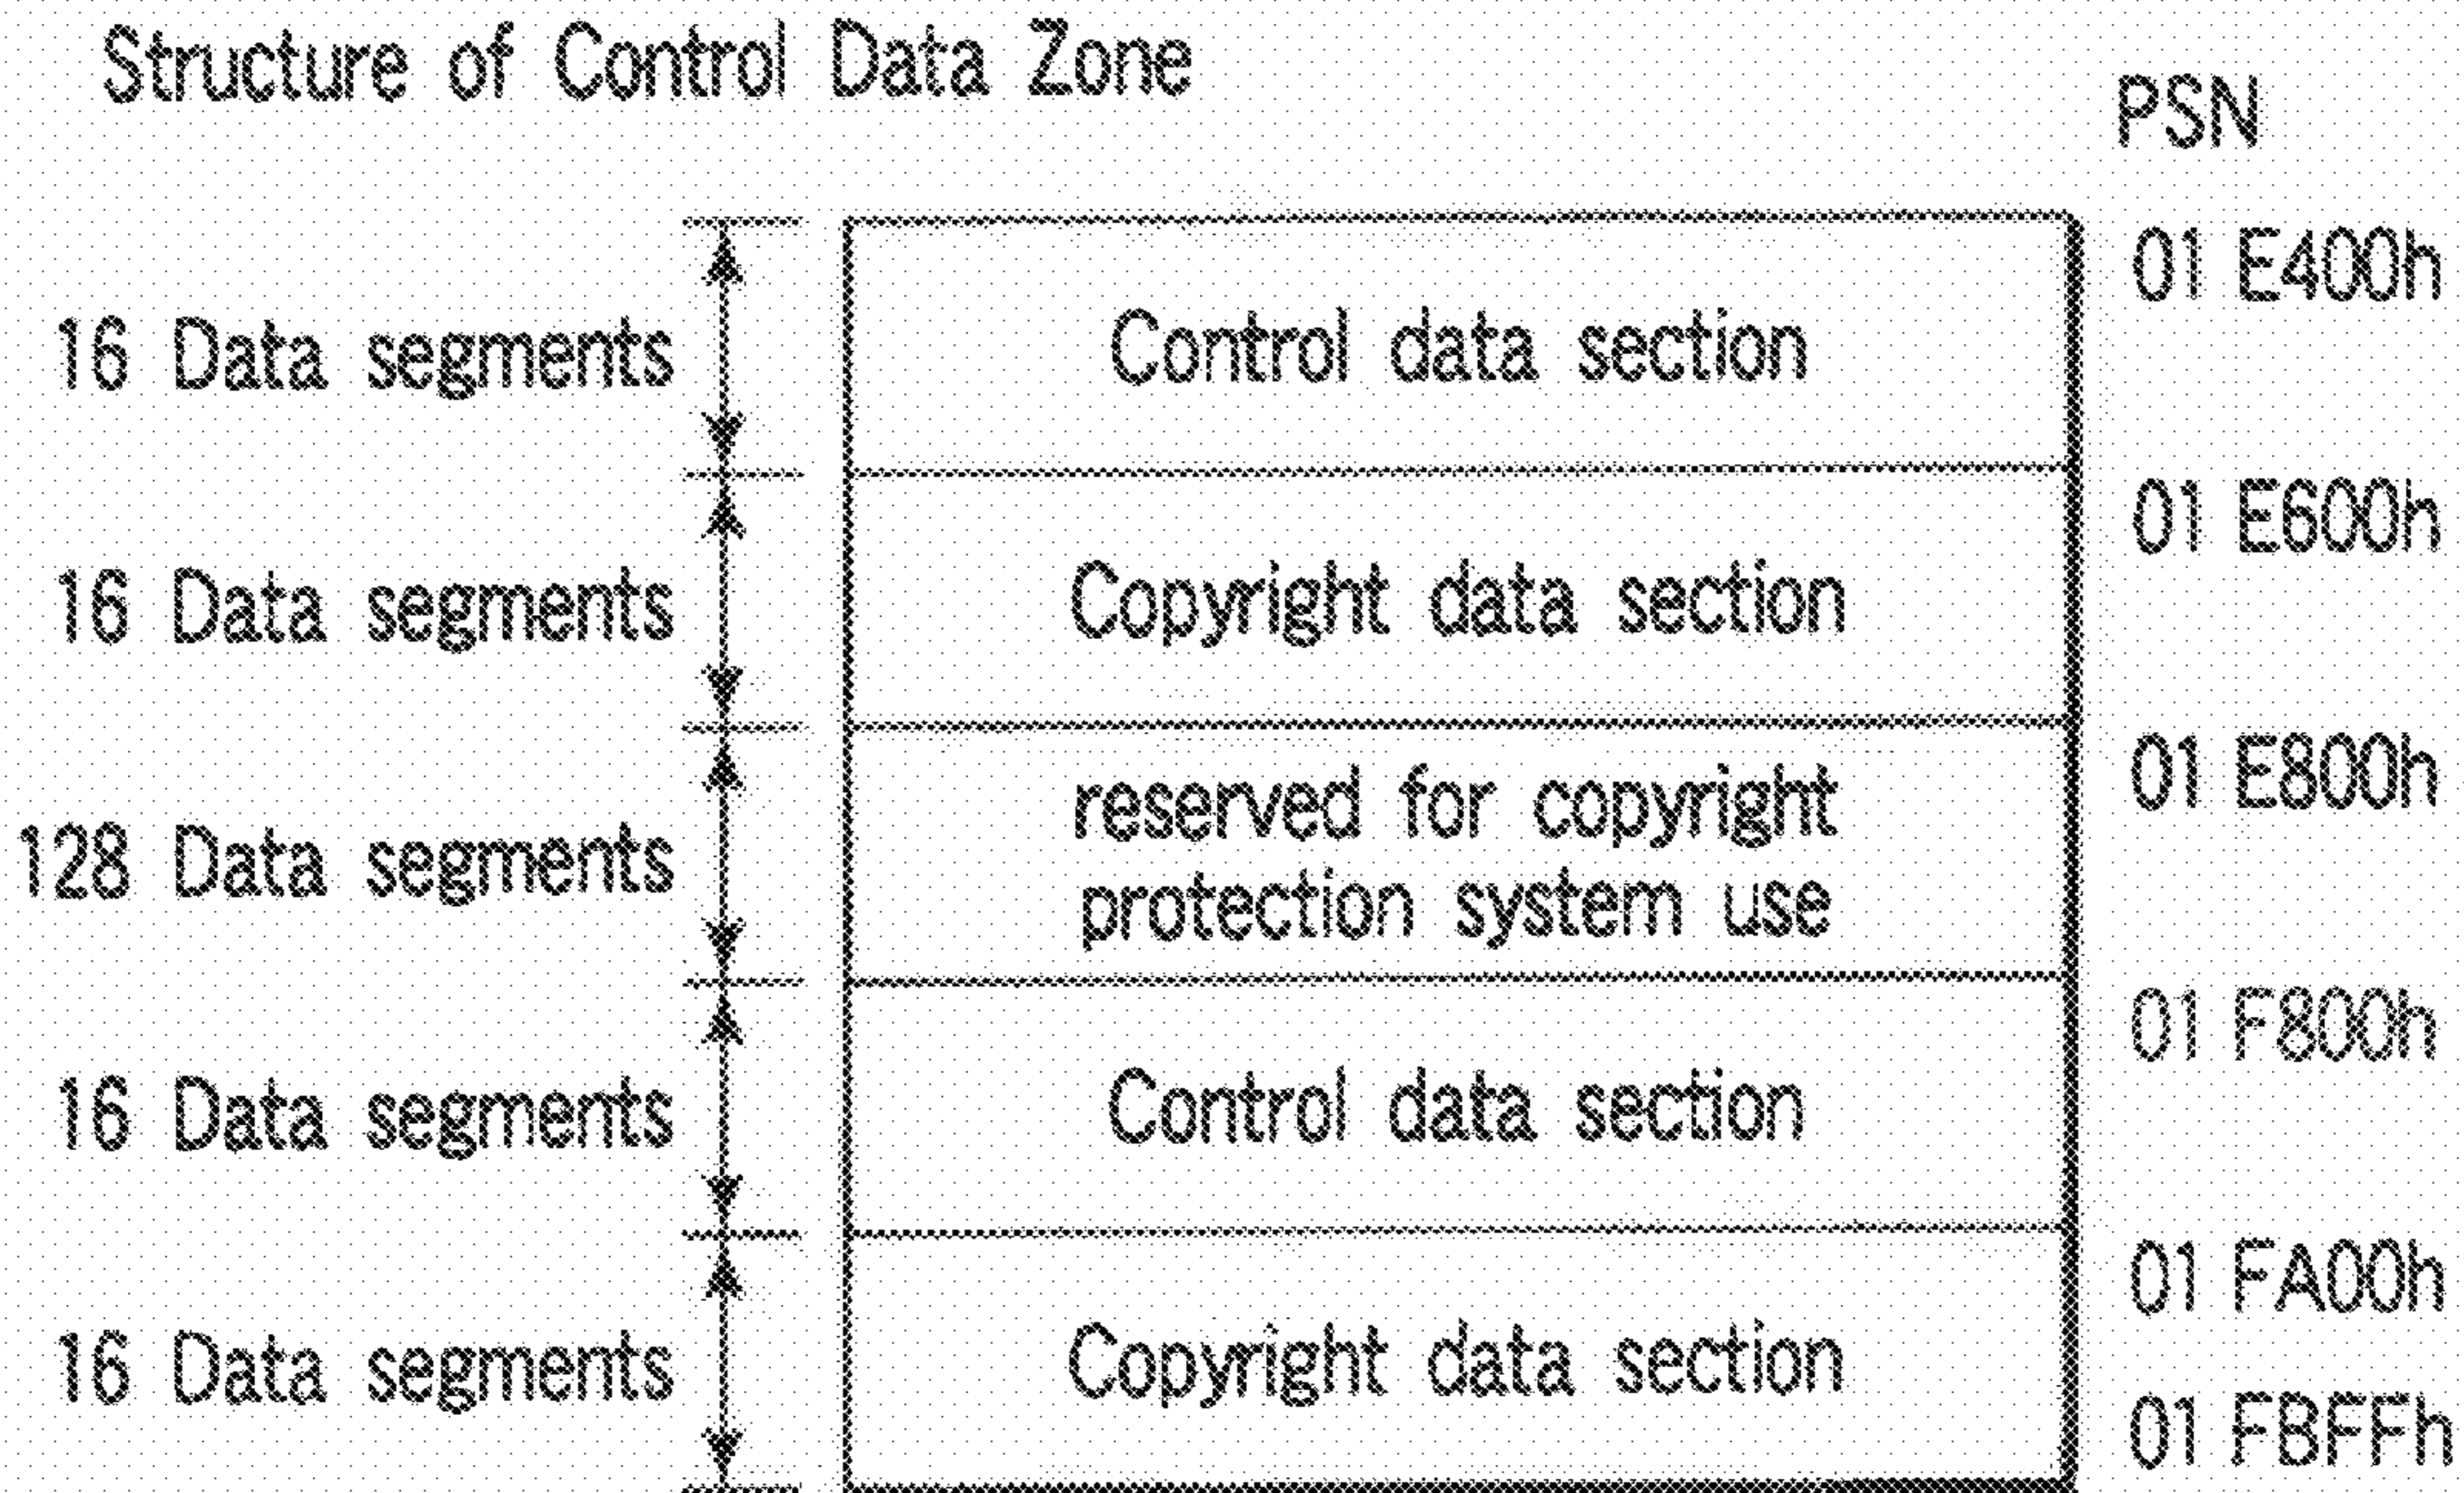 Structure of Control Data Zone
PSN
01 E400h
16 Data segments
Control data section
01 E600h
16 Data segments
Copyright data section
01 E800h
reserved for copyright
128 Data segments
protection system use
01 F800h
16 Data segments
Control data section
01 FA00h
16 Data segments
Copyright data section
01 FBFFh